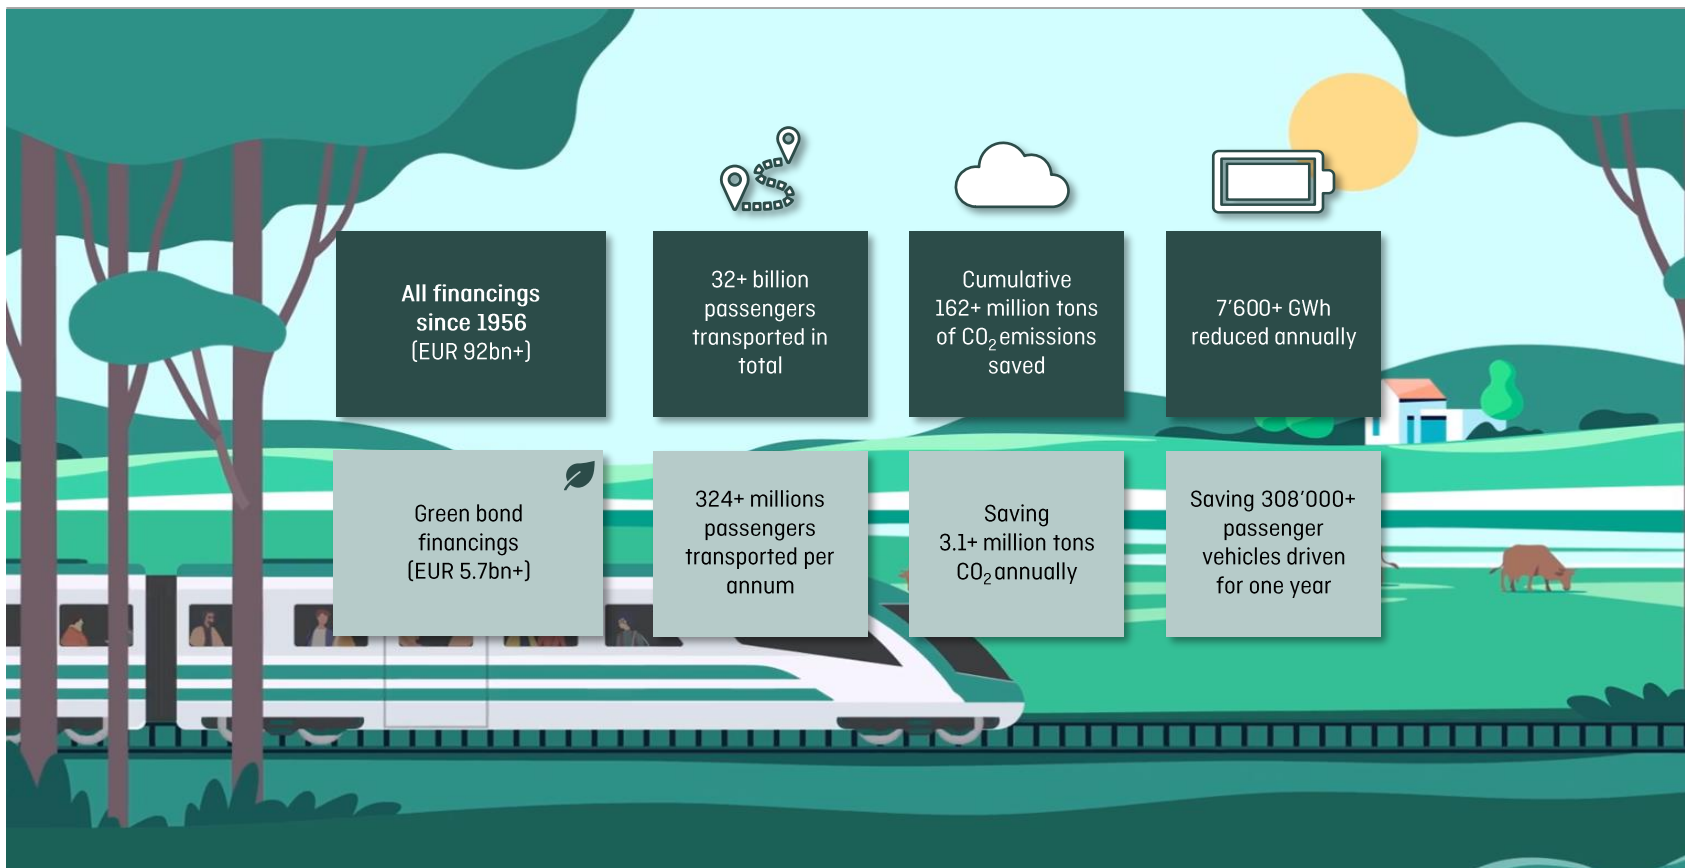 All financings
since 1956
(EUR 92bn+)
32+ billion
passengers
transported in
total
Cumulative
162+ million tons
of CO₂ emissions
saved
7’600+ GWh
reduced annually
Green bond
financings
(EUR 5.7bn+)
324+ millions
passengers
transported per
annum
Saving
3.1+ million tons
CO₂ annually
Saving 308’000+
passenger
vehicles driven
for one year